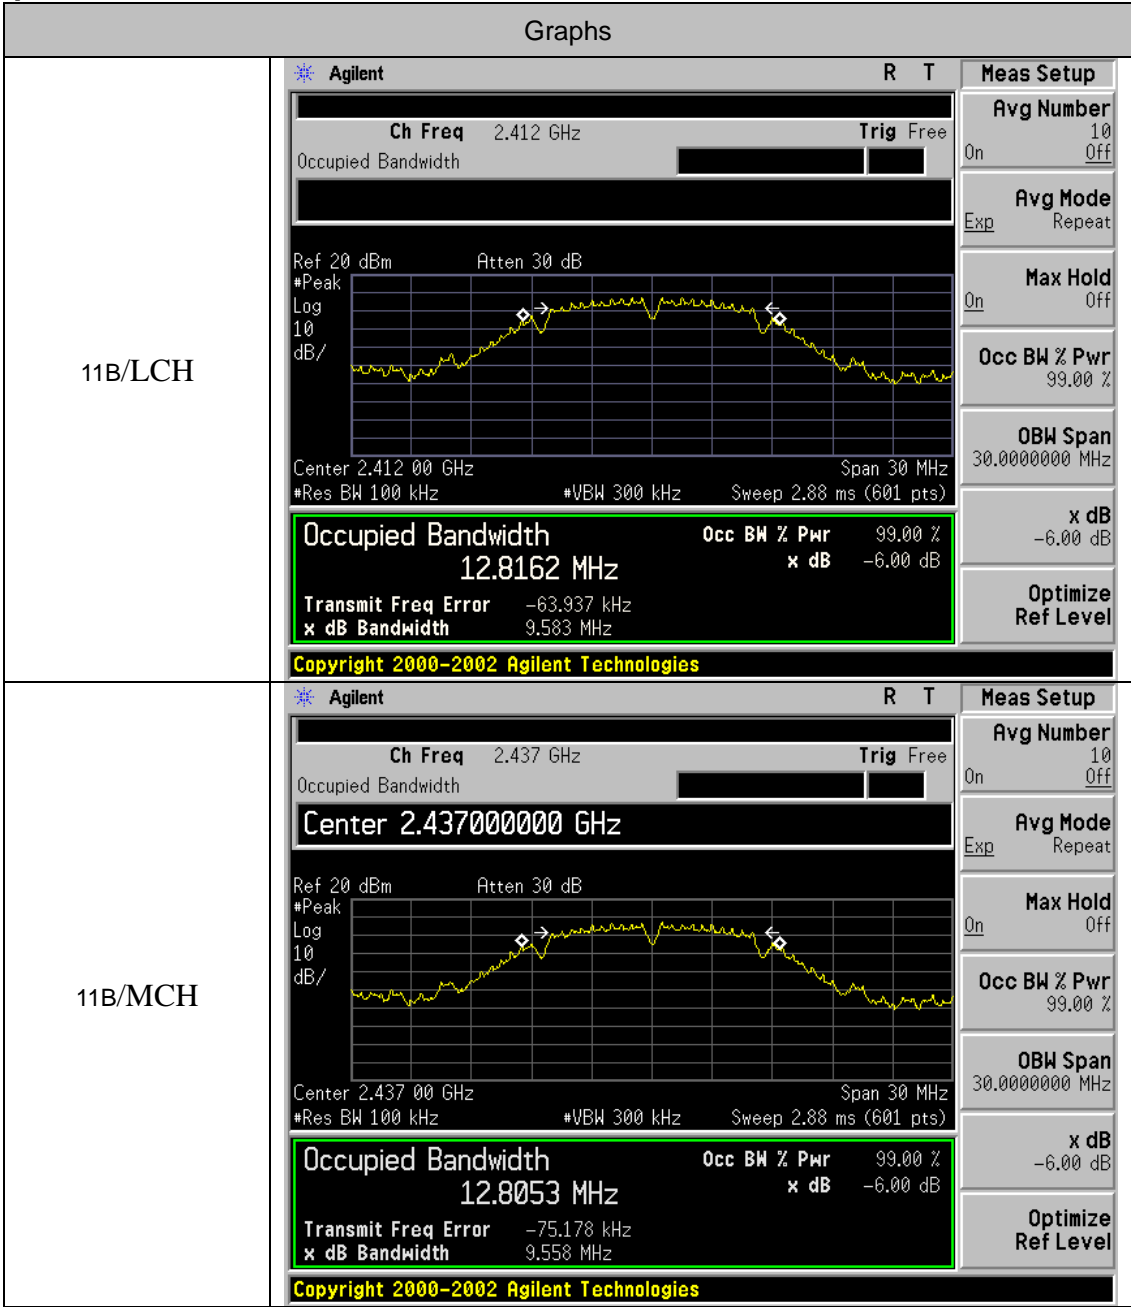 Graphs
11B/LCH
Agilent R T Meas Setup
Ch Freq 2.412 GHz Trig Free
Occupied Bandwidth
Avg Number
10
On Off
Avg Mode
Exp Repeat
Max Hold
On Off
Occ BW % Pwr
99.00 %
OBW Span
30.0000000 MHz
x dB
-6.00 dB
Optimize
Ref Level
Ref 20 dBm Atten 30 dB
#Peak
Log
10
dB/
Center 2.412 00 GHz Span 30 MHz
#Res BW 100 kHz #VBW 300 kHz Sweep 2.88 ms (601 pts)
Occupied Bandwidth Occ BW % Pwr 99.00 %
12.8162 MHz x dB -6.00 dB
Transmit Freq Error -63.937 kHz
x dB Bandwidth 9.583 MHz
Copyright 2000-2002 Agilent Technologies
11B/MCH
Agilent R T Meas Setup
Ch Freq 2.437 GHz Trig Free
Occupied Bandwidth
Center 2.437000000 GHz
Avg Number
10
On Off
Avg Mode
Exp Repeat
Max Hold
On Off
Occ BW % Pwr
99.00 %
OBW Span
30.0000000 MHz
x dB
-6.00 dB
Optimize
Ref Level
Ref 20 dBm Atten 30 dB
#Peak
Log
10
dB/
Center 2.437 00 GHz Span 30 MHz
#Res BW 100 kHz #VBW 300 kHz Sweep 2.88 ms (601 pts)
Occupied Bandwidth Occ BW % Pwr 99.00 %
12.8053 MHz x dB -6.00 dB
Transmit Freq Error -75.178 kHz
x dB Bandwidth 9.558 MHz
Copyright 2000-2002 Agilent Technologies